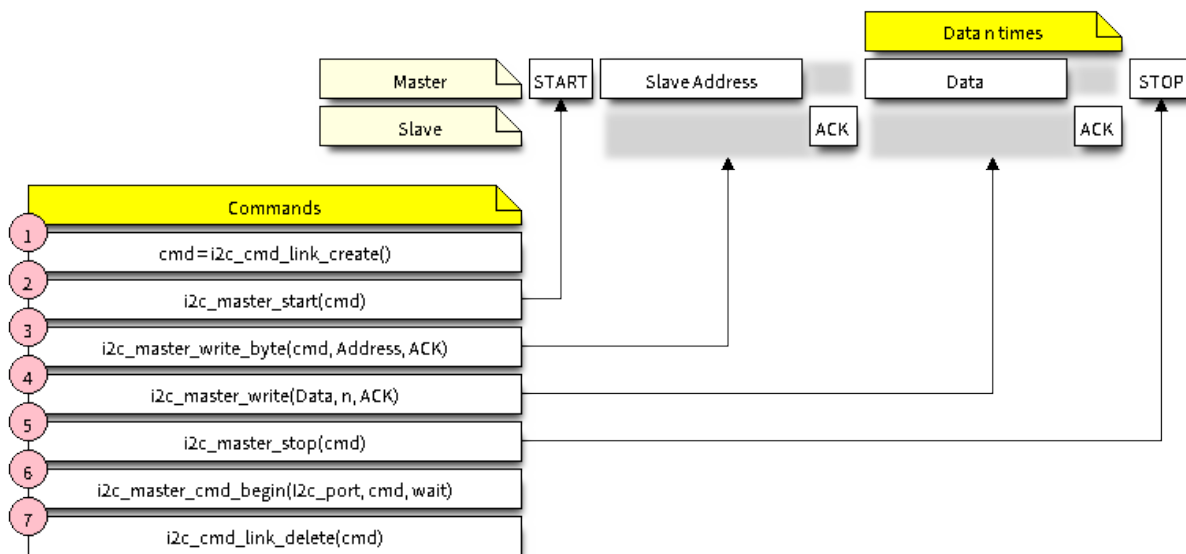 Data n times
Master START Slave Address Data STOP
Slave ACK ACK
Commands
1
cmd=i2c_cmd_link_create()
2
i2c_master_start(cmd)
3
i2c_master_write_byte(cmd, Address, ACK)
4
i2c_master_write(Data, n, ACK)
5
i2c_master_stop(cmd)
6
i2c_master_cmd_begin(I2c_port, cmd, wait)
7
i2c_cmd_link_delete(cmd)